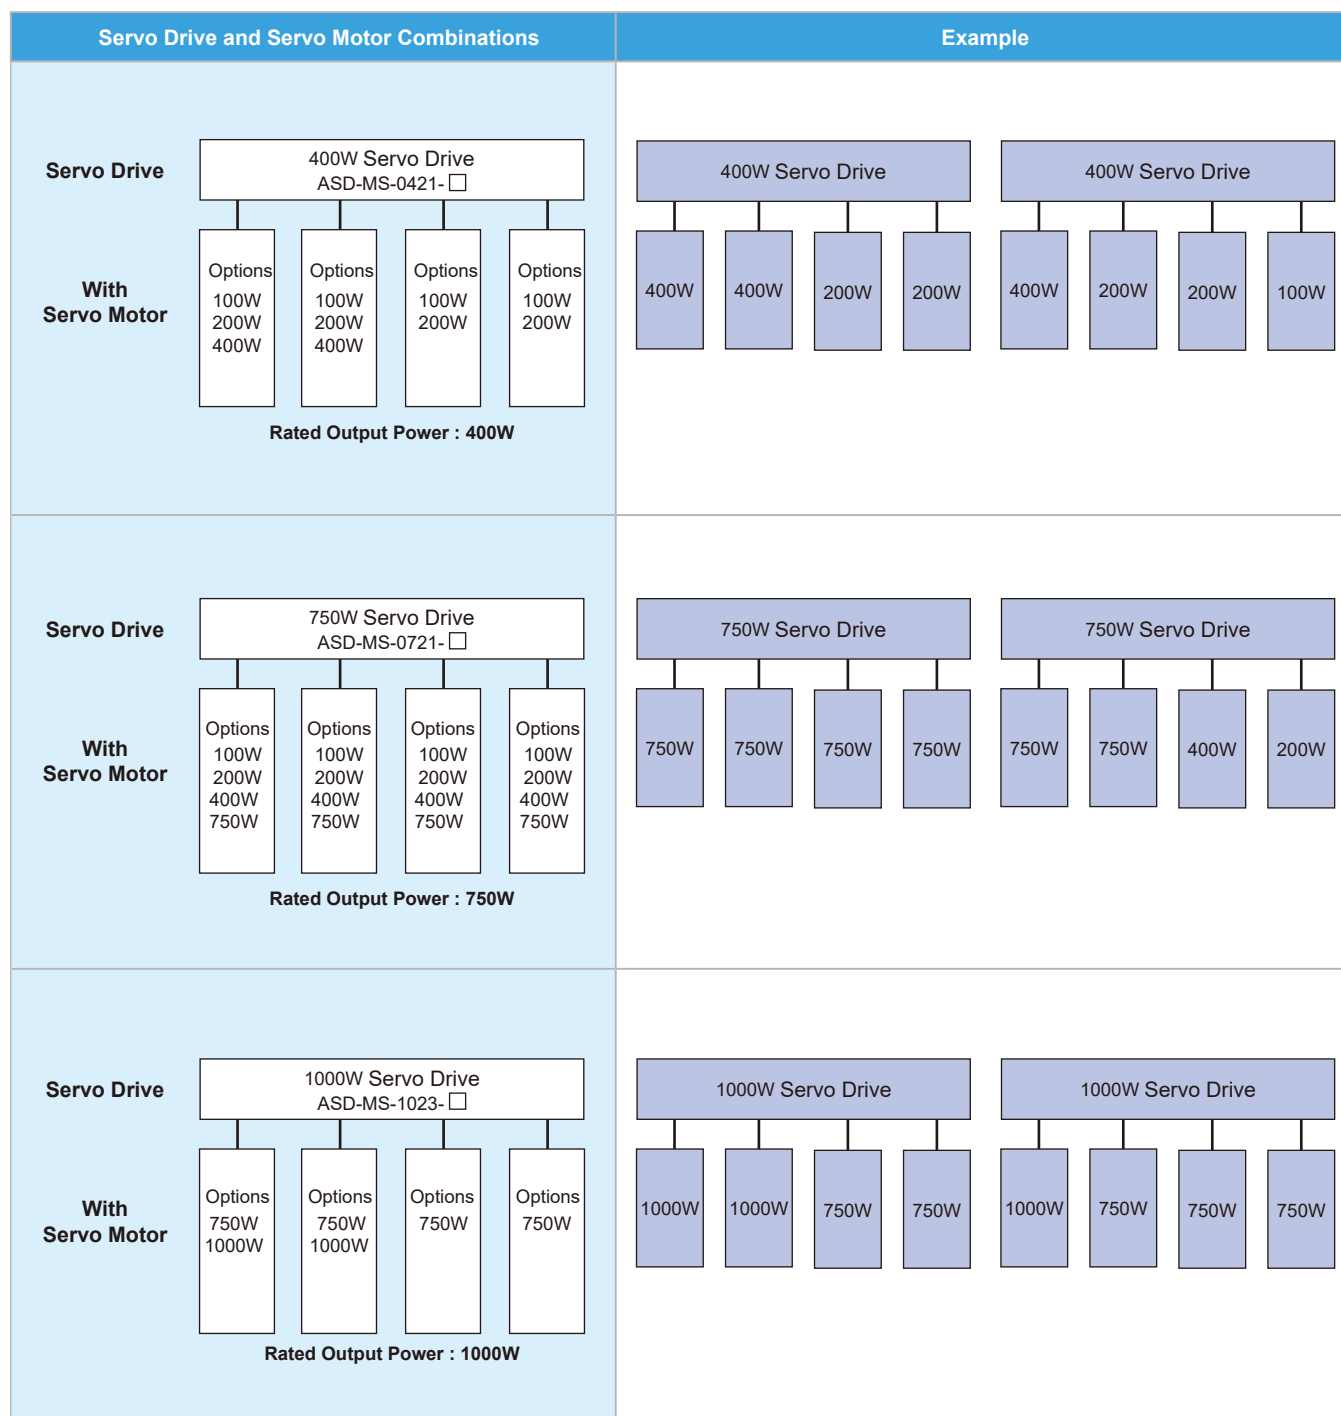 Servo Drive and Servo Motor Combinations
Example
Servo Drive
400W Servo Drive
ASD-MS-0421-□
With
Servo Motor
Options
100W
200W
400W
Options
100W
200W
400W
Options
100W
200W
Options
100W
200W
Rated Output Power : 400W
400W Servo Drive
400W
400W
200W
200W
400W Servo Drive
400W
200W
200W
100W
Servo Drive
750W Servo Drive
ASD-MS-0721-□
With
Servo Motor
Options
100W
200W
400W
750W
Options
100W
200W
400W
750W
Options
100W
200W
400W
750W
Options
100W
200W
400W
750W
Rated Output Power : 750W
750W Servo Drive
750W
750W
750W
750W
750W Servo Drive
750W
750W
400W
200W
Servo Drive
1000W Servo Drive
ASD-MS-1023-□
With
Servo Motor
Options
750W
1000W
Options
750W
1000W
Options
750W
Options
750W
Rated Output Power : 1000W
1000W Servo Drive
1000W
1000W
750W
750W
1000W Servo Drive
1000W
750W
750W
750W